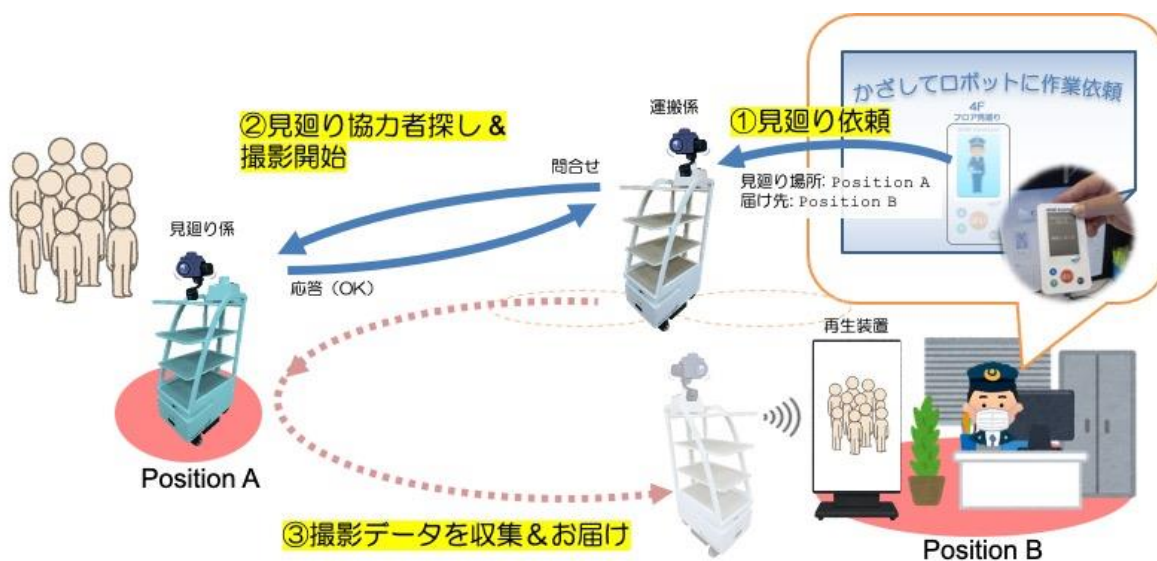 かざしてロボットに作業依頼
4F
フロア見廻り
運搬係
①見廻り依頼
見廻り場所: Position A
届け先: Position B
②見廻り協力者探し &
撮影開始
問合せ
見廻り係
応答(OK)
再生装置
Position A
③撮影データを収集&お届け
Position B